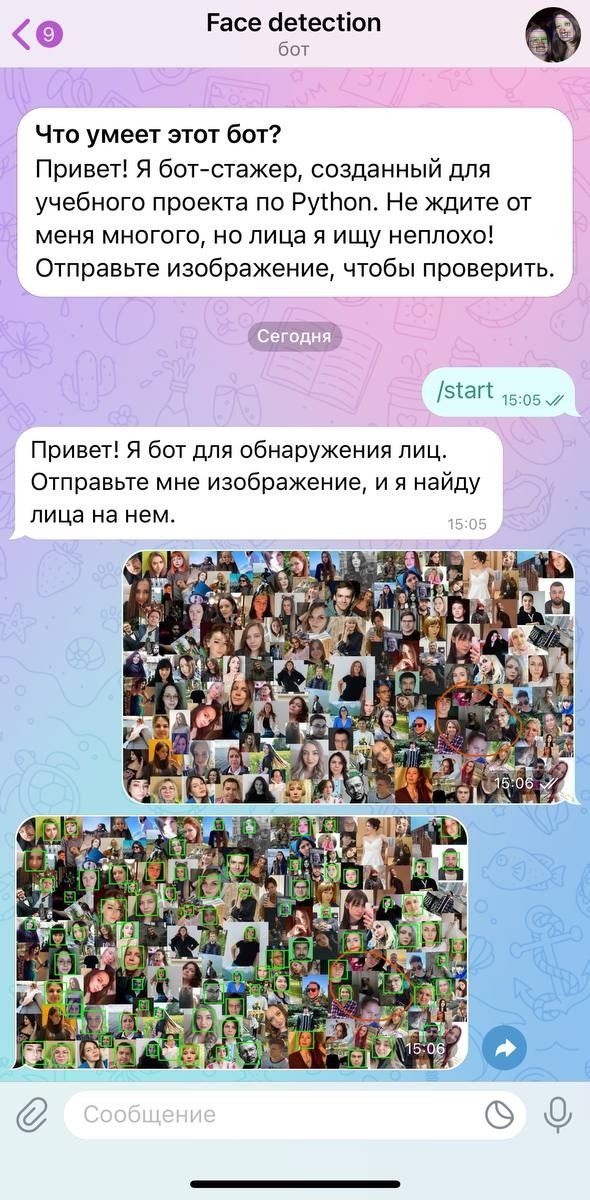 9
Face detection
бот
Что умеет этот бот?
Привет! Я бот-стажер, созданный для
учебного проекта по Python. Не ждите от
меня многого, но лица я ищу неплохо!
Отправьте изображение, чтобы проверить.
Сегодня
/start 15:05
Привет! Я бот для обнаружения лиц.
Отправьте мне изображение, и я найду
лица на нем.
15:05
15:06
15:06
Сообщение